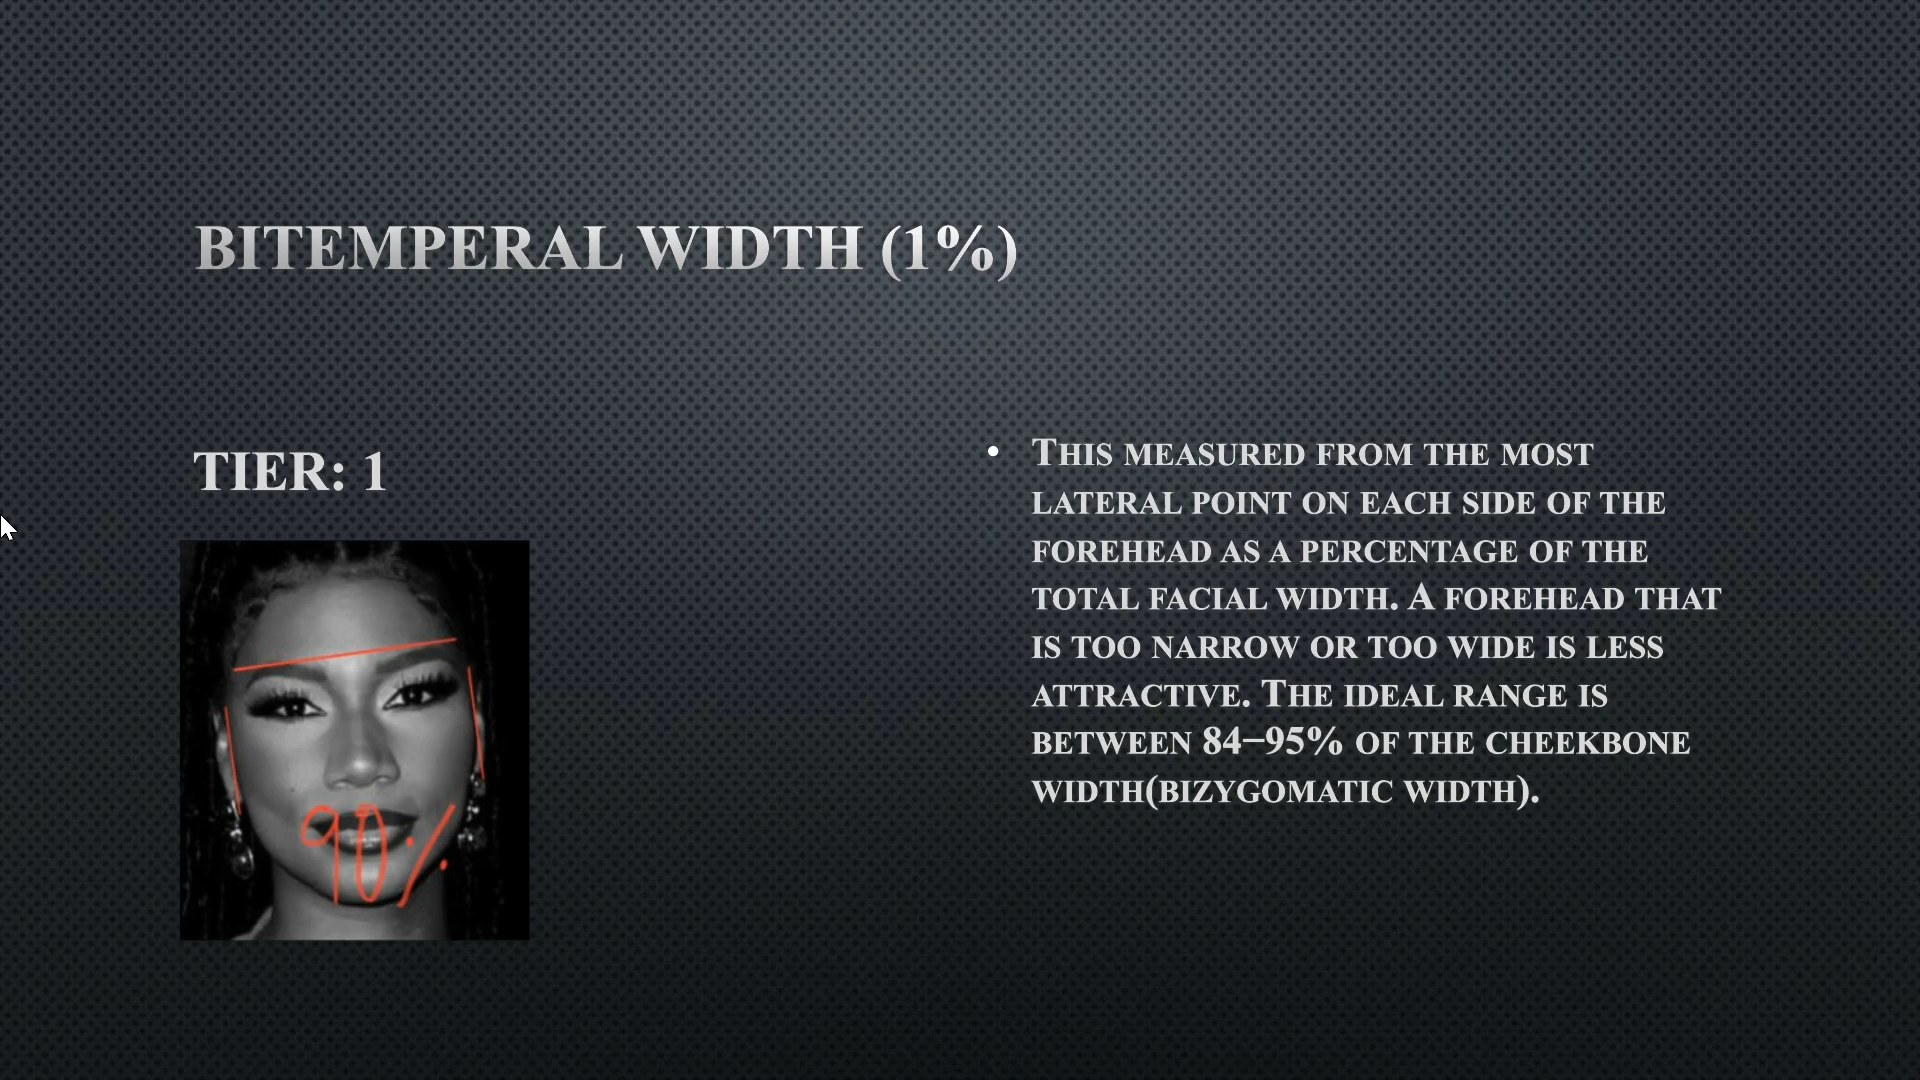 BITEMPERAL WIDTH (1%)
TIER: 1
90%
• THIS MEASURED FROM THE MOST
LATERAL POINT ON EACH SIDE OF THE
FOREHEAD AS A PERCENTAGE OF THE
TOTAL FACIAL WIDTH. A FOREHEAD THAT
IS TOO NARROW OR TOO WIDE IS LESS
ATTRACTIVE. THE IDEAL RANGE IS
BETWEEN 84–95% OF THE CHEEKBONE
WIDTH(BIZYGOMATIC WIDTH).